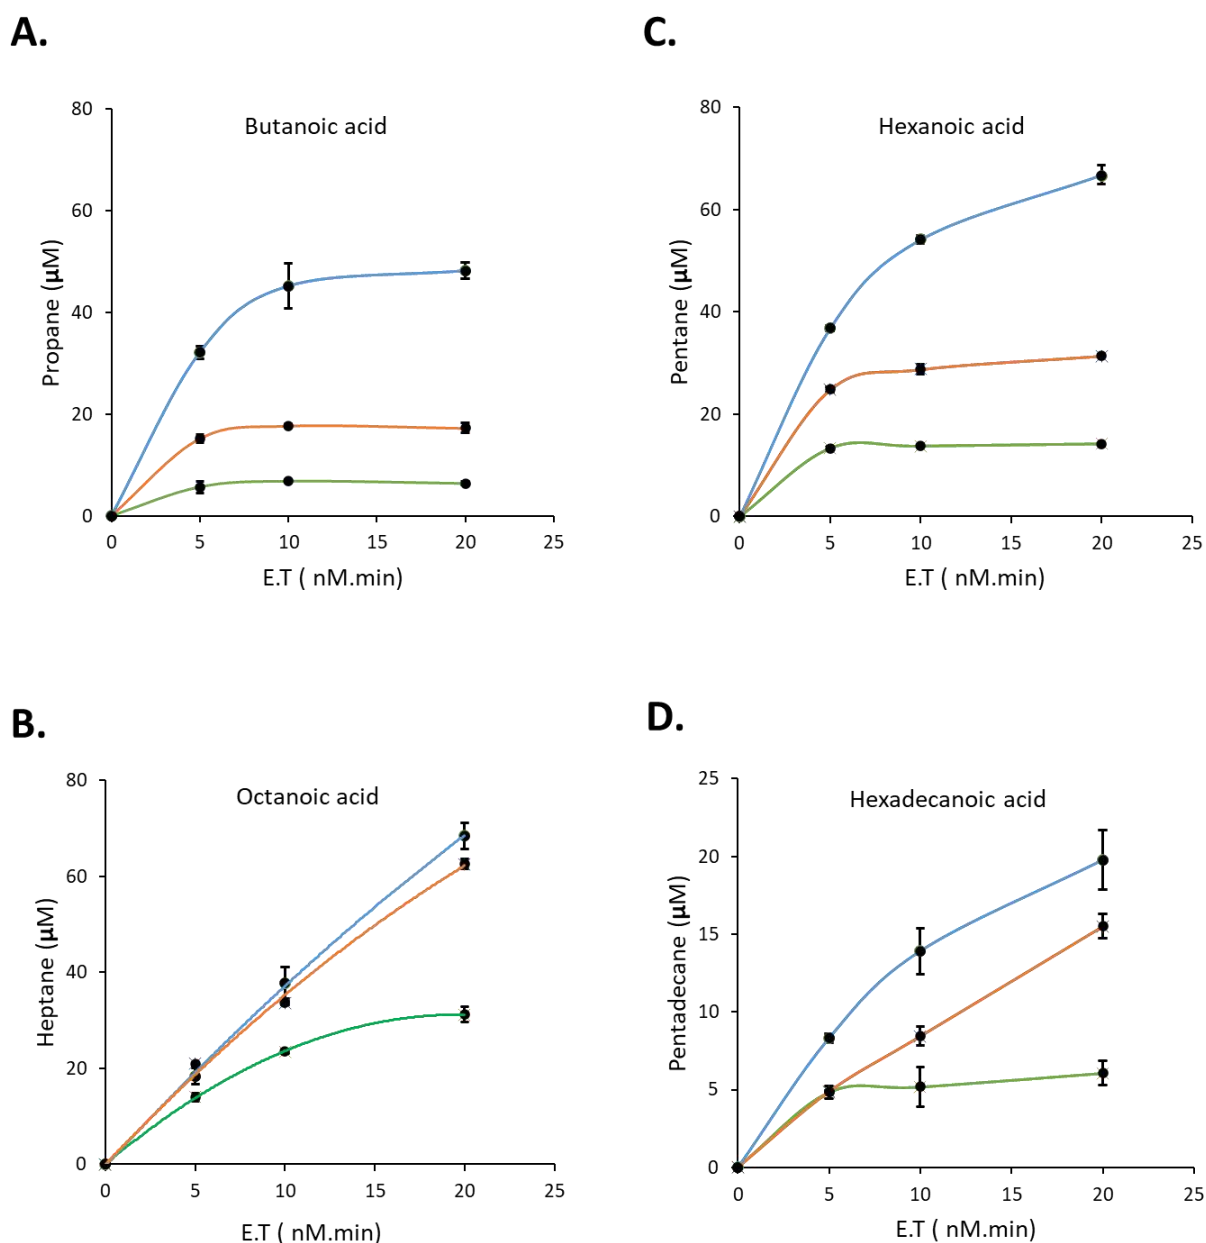 A.
Butanoic acid
Propane (µM)
80
60
40
20
0
0 5 10 15 20 25
E.T ( nM.min)
C.
Hexanoic acid
Pentane (µM)
80
60
40
20
0
0 5 10 15 20 25
E.T ( nM.min)
B.
Octanoic acid
Heptane (µM)
80
60
40
20
0
0 5 10 15 20 25
E.T ( nM.min)
D.
Hexadecanoic acid
Pentadecane (µM)
25
20
15
10
5
0
0 5 10 15 20 25
E.T ( nM.min)